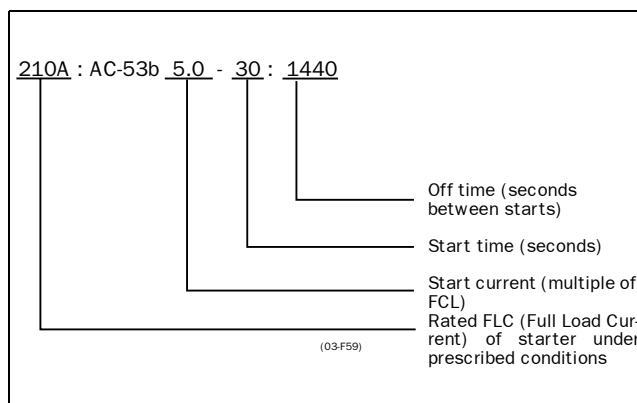 210A : AC-53b 5.0 - 30 : 1440
Off time (seconds
between starts)
Start time (seconds)
Start current (multiple of
FCL)
Rated FLC (Full Load Cur-
rent) of starter under
prescribed conditions
(03-F59)